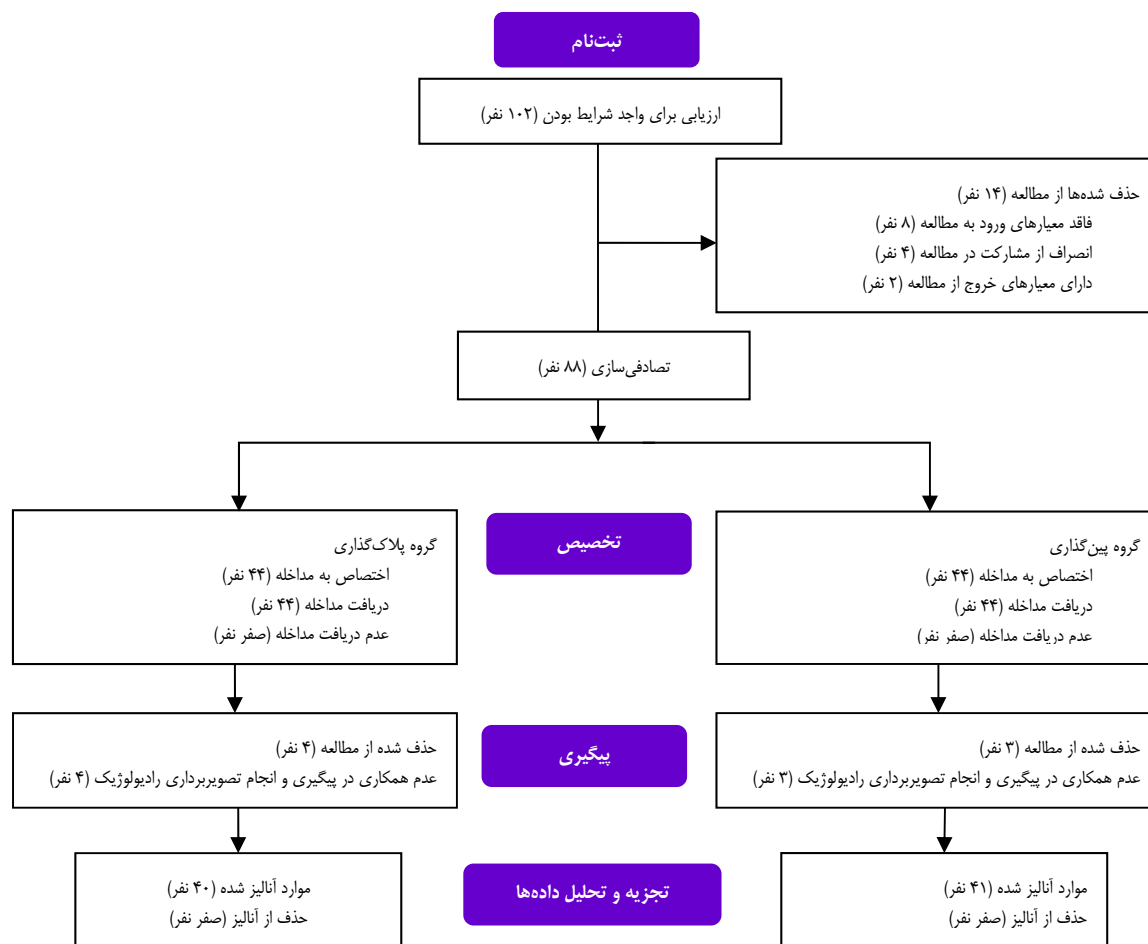 ثبت‌نام
ارزیابی برای واجد شرایط بودن (۱۰۲ نفر)
حذف شده‌ها از مطالعه (۱۴ نفر)
فاقد معیارهای ورود به مطالعه (۸ نفر)
انصراف از مشارکت در مطالعه (۴ نفر)
دارای معیارهای خروج از مطالعه (۲ نفر)
تصادفی‌سازی (۸۸ نفر)
تخصیص
گروه پین‌گذاری
اختصاص به مداخله (۴۴ نفر)
دریافت مداخله (۴۴ نفر)
عدم دریافت مداخله (صفر نفر)
گروه پلاک‌گذاری
اختصاص به مداخله (۴۴ نفر)
دریافت مداخله (۴۴ نفر)
عدم دریافت مداخله (صفر نفر)
پیگیری
حذف شده از مطالعه (۳ نفر)
عدم همکاری در پیگیری و انجام تصویربرداری رادیولوژیک (۳ نفر)
حذف شده از مطالعه (۴ نفر)
عدم همکاری در پیگیری و انجام تصویربرداری رادیولوژیک (۴ نفر)
تجزیه و تحلیل داده‌ها
موارد آنالیز شده (۴۱ نفر)
حذف از آنالیز (صفر نفر)
موارد آنالیز شده (۴۰ نفر)
حذف از آنالیز (صفر نفر)